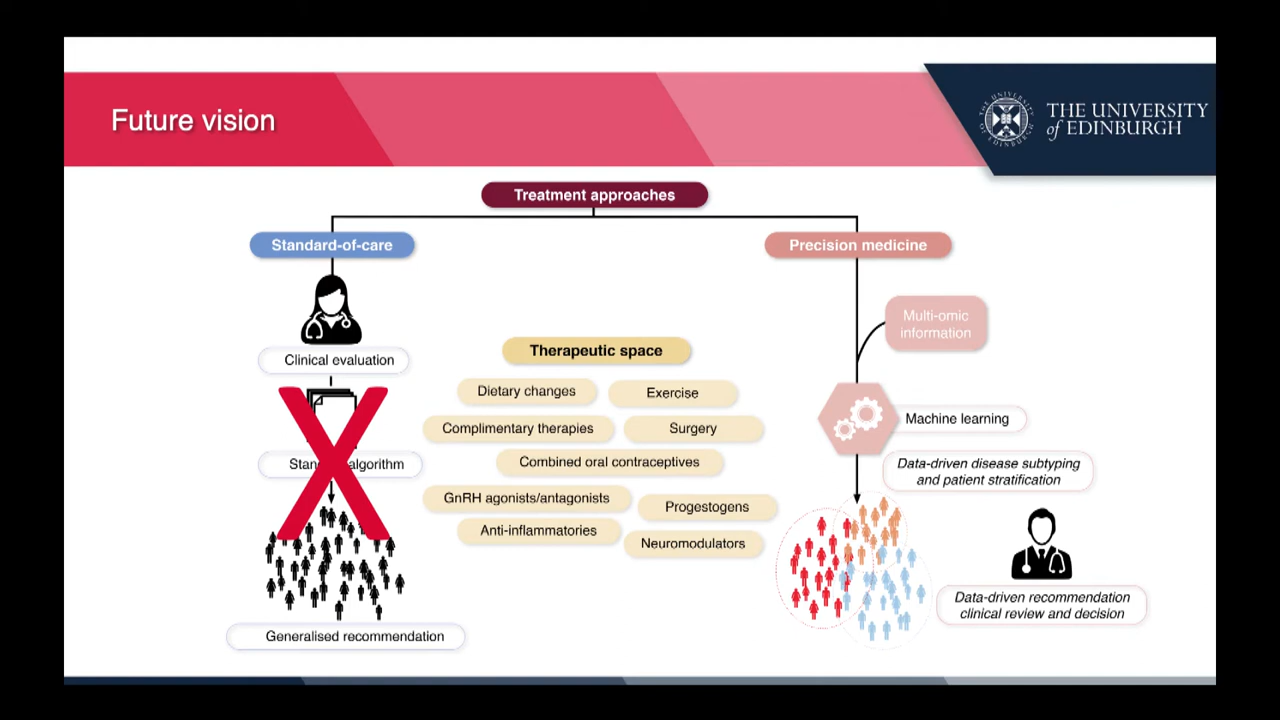 Future vision
THE UNIVERSITY
of EDINBURGH
Treatment approaches
Standard-of-care
Precision medicine
Clinical evaluation
algorithm
Generalised recommendation
Therapeutic space
Dietary changes
Exercise
Complimentary therapies
Surgery
Combined oral contraceptives
GnRH agonists/antagonists
Progestogens
Anti-inflammatories
Neuromodulators
Multi-omic
information
Machine learning
Data-driven disease subtyping
and patient stratification
Data-driven recommendation
clinical review and decision